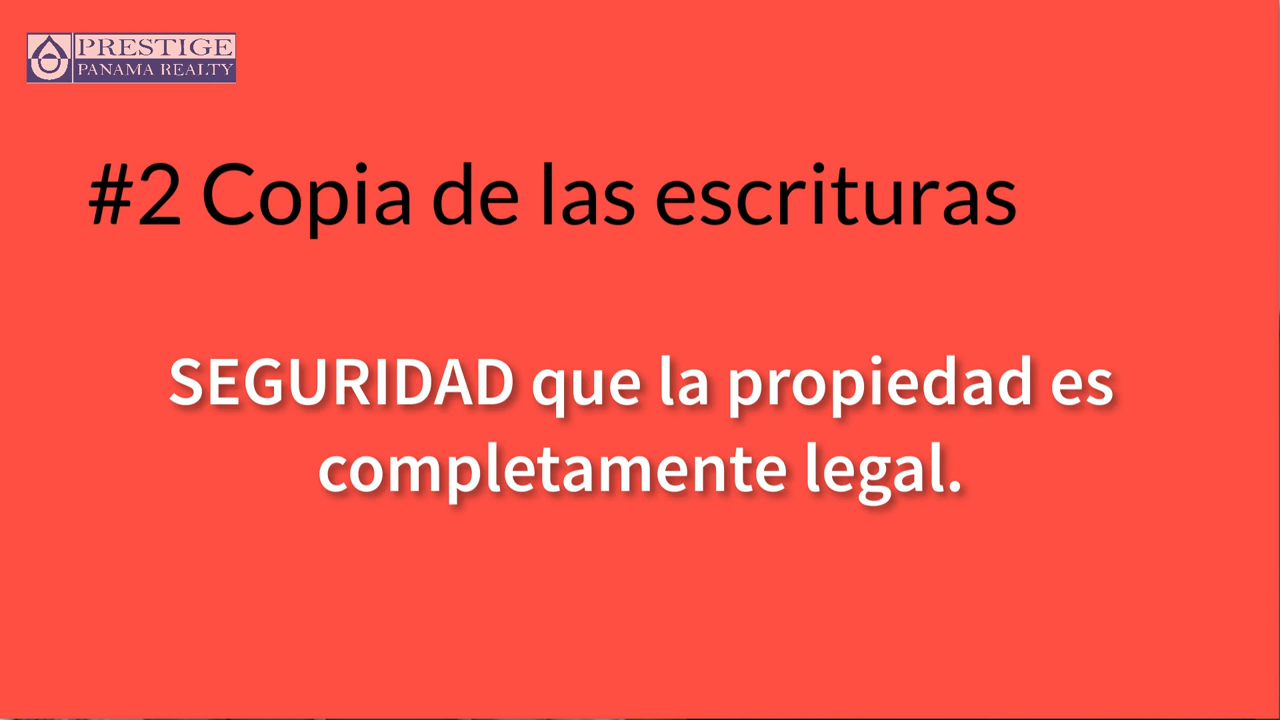 PRESTIGE
PANAMA REALTY
#2 Copia de las escrituras
SEGURIDAD que la propiedad es
completamente legal.